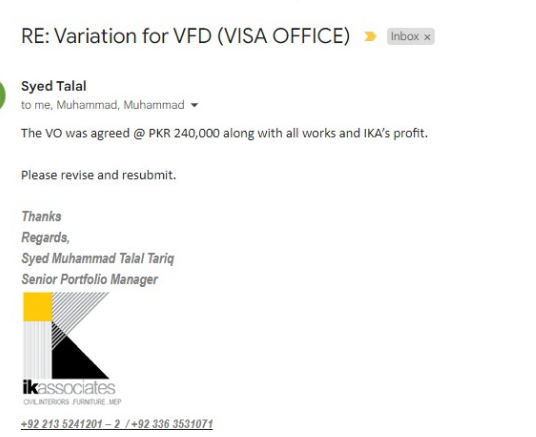 RE: Variation for VFD (VISA OFFICE)
Inbox x
Syed Talal
to me, Muhammad, Muhammad
The VO was agreed @ PKR 240,000 along with all works and IKA's profit.
Please revise and resubmit.
Thanks
Regards,
Syed Muhammad Talal Tariq
Senior Portfolio Manager
ikassociates
CIVIL.INTERIORS.FURNITURE.MEP
+92 213 5241201 – 2 / +92 336 3531071